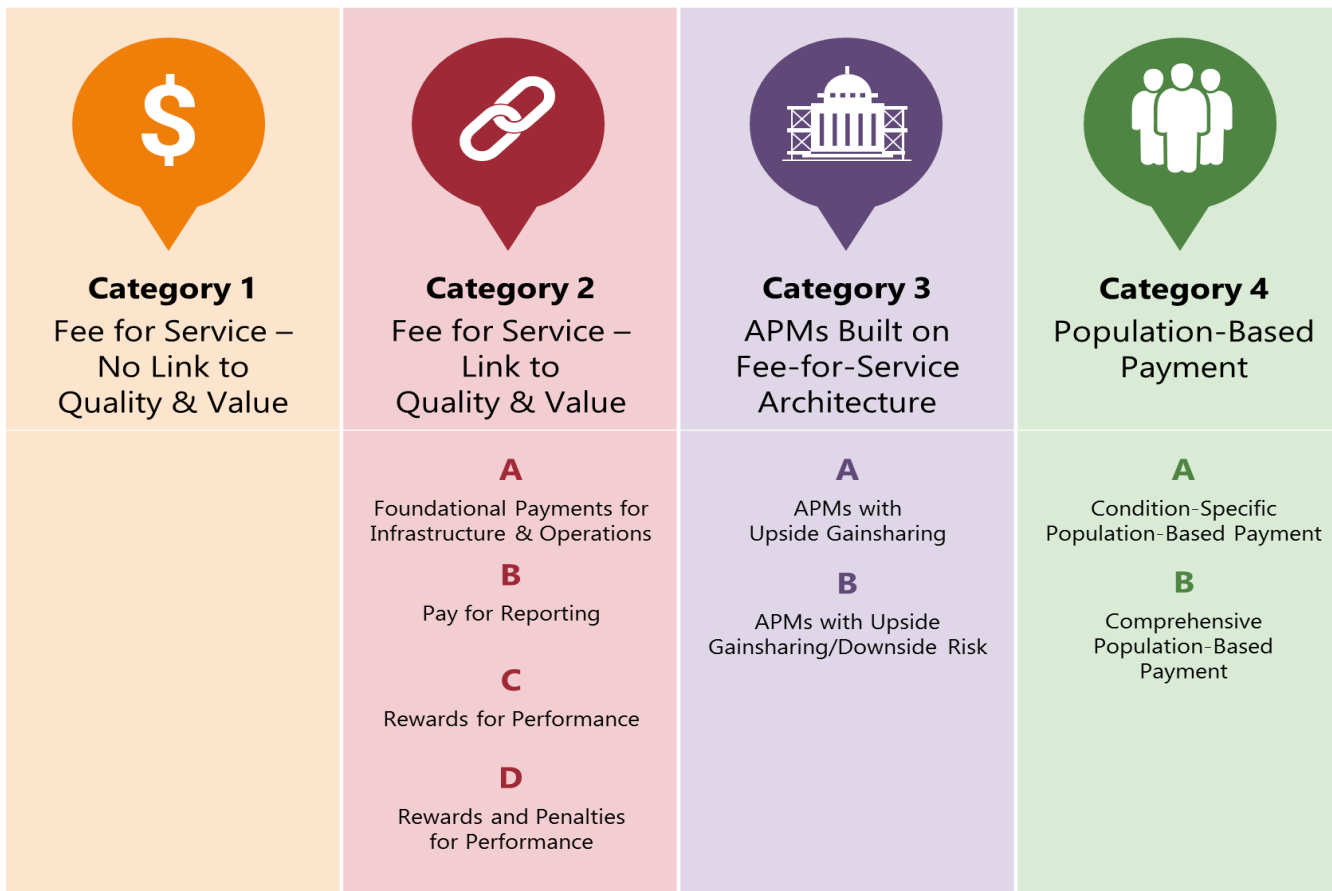 $
Category 1
Fee for Service –
No Link to
Quality & Value
Category 2
Fee for Service –
Link to
Quality & Value
A
Foundational Payments for
Infrastructure & Operations
B
Pay for Reporting
C
Rewards for Performance
D
Rewards and Penalties
for Performance
Category 3
APMs Built on
Fee-for-Service
Architecture
A
APMs with
Upside Gainsharing
B
APMs with Upside
Gainsharing/Downside Risk
Category 4
Population-Based
Payment
A
Condition-Specific
Population-Based Payment
B
Comprehensive
Population-Based
Payment